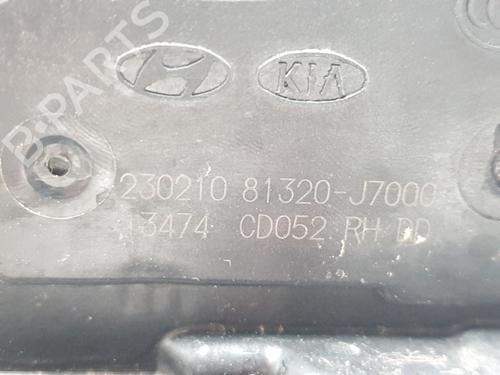 B-PARTS
KIA
230210 81320-J7000
13474 CD052 RH DD